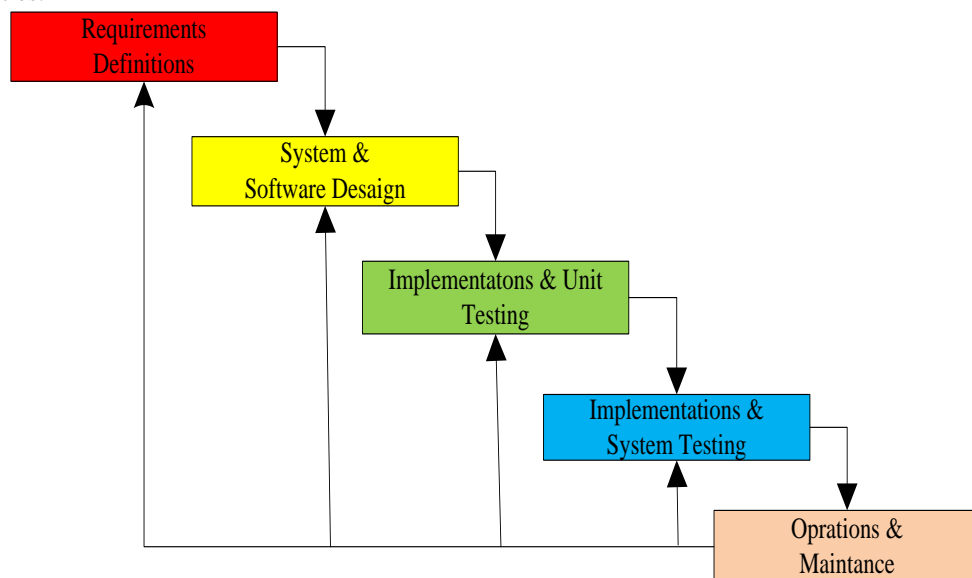 Requirements
Definitions
System &
Software Desaign
Implementatons & Unit
Testing
Implementations &
System Testing
Oprations &
Maintance